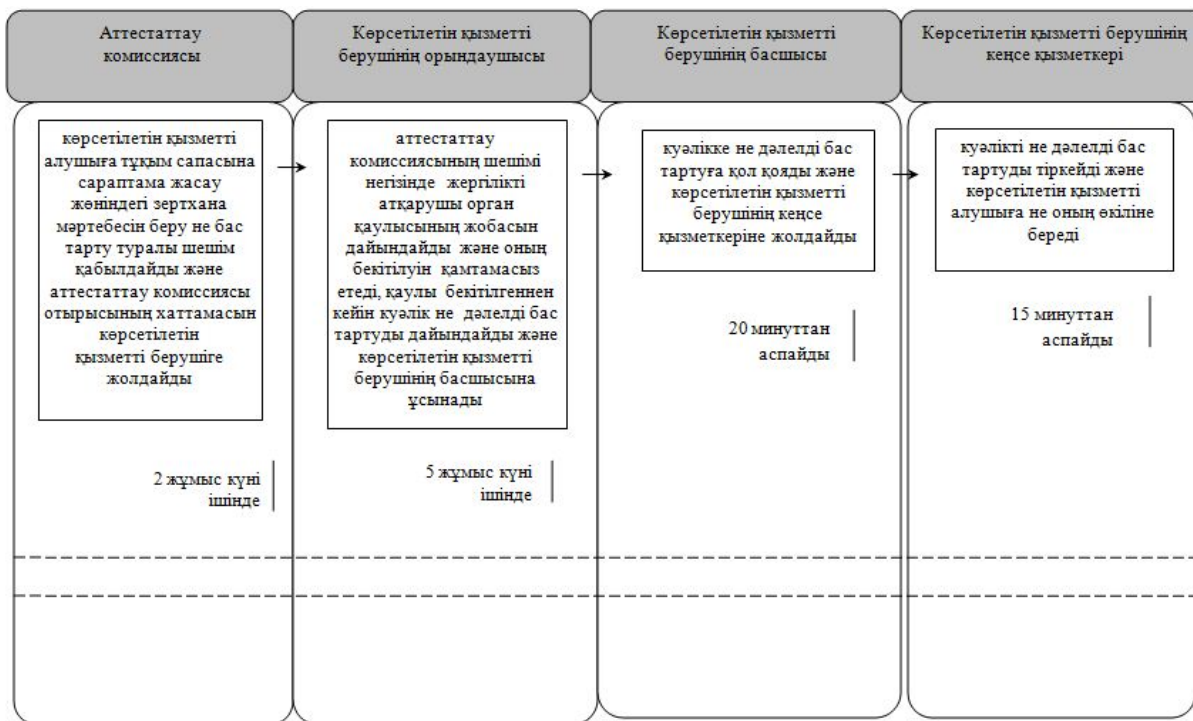 Аттестаттау
комиссиясы
Көрсетілетін қызметті
берушінің орындаушысы
Көрсетілетін қызметті
берушінің басшысы
Көрсетілетін қызметті берушінің
кеңсе қызметкері
көрсетілетін қызметті
алушыға тұқым сапасына
сараптама жасау
жөніндегі зертхана
мәртебесін беру не бас
тарту туралы шешім
қабылдайды және
аттестаттау комиссиясы
отырысының хаттамасын
көрсетілетін
қызметті берушіге
жолдайды
2 жұмыс күні
ішінде
аттестаттау
комиссиясының шешімі
негізінде жергілікті
атқарушы орган
қаулысының жобасын
дайындайды және оның
бекітілуін қамтамасыз
етеді, қаулы бекітілгеннен
кейін куәлік не дәлелді бас
тартуды дайындайды және
көрсетілетін қызметті
берушінің басшысына
ұсынады
5 жұмыс күні
ішінде
куәлікке не дәлелді бас
тартуға қол қояды және
көрсетілетін қызметті
берушінің кеңсе
қызметкеріне жолдайды
20 минуттан
аспайды
куәлікті не дәлелді бас
тартуды тіркейді және
көрсетілетін қызметті
алушыға не оның өкіліне
береді
15 минуттан
аспайды